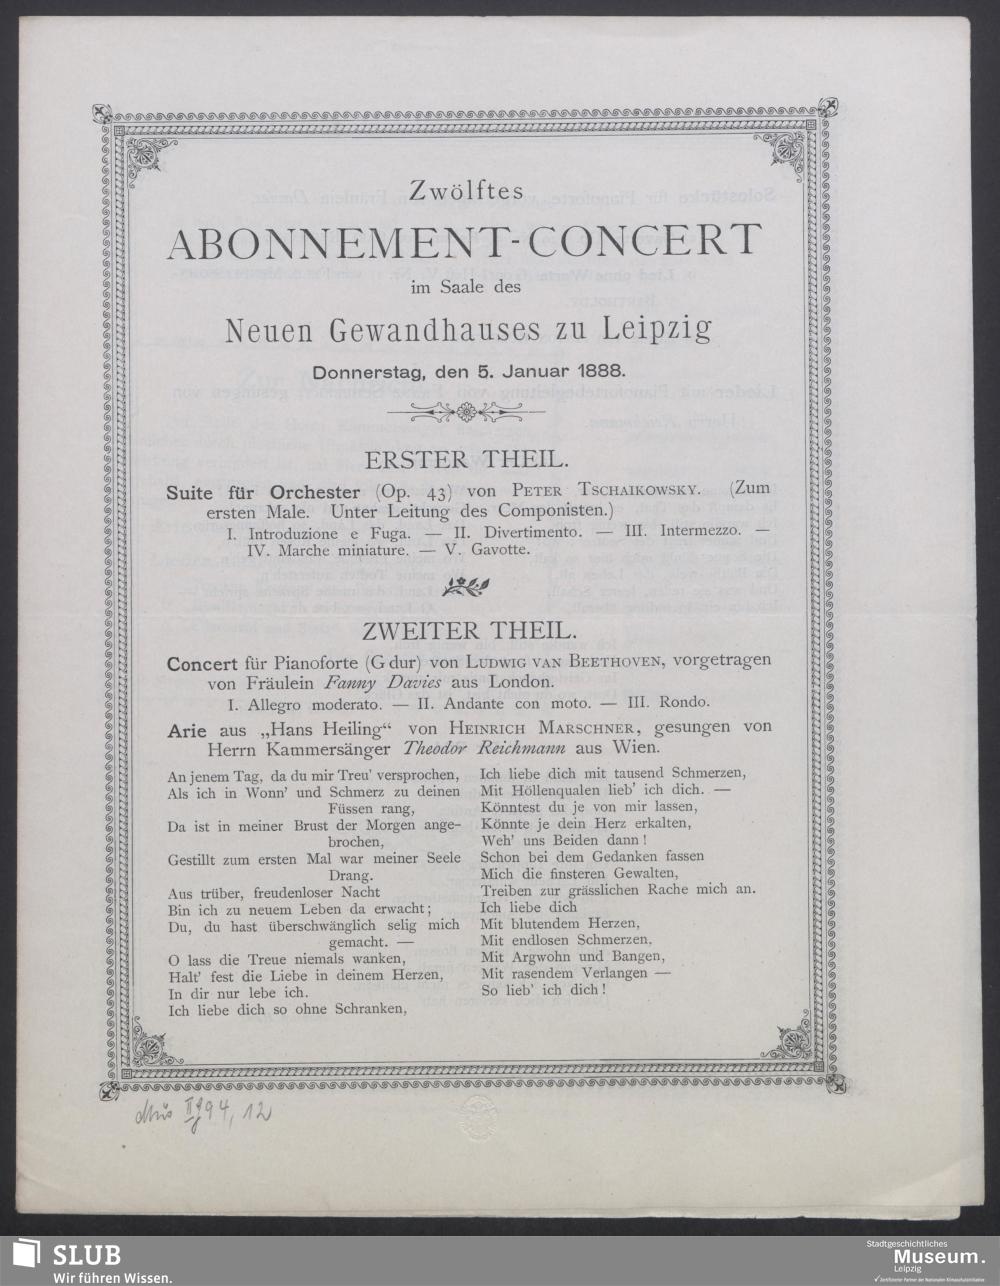 Zwölftes
ABONNEMENT-CONCERT
im Saale des
Neuen Gewandhauses zu Leipzig
Donnerstag, den 5. Januar 1888.
ERSTER THEIL.
Suite für Orchester (Op. 43) von PETER TSCHAIKOWSKY. (Zum
ersten Male. Unter Leitung des Componisten.)
I. Introduzione e Fuga. — II. Divertimento. — III. Intermezzo. —
IV. Marche miniature. — V. Gavotte.
ZWEITER THEIL.
Concert für Pianoforte (G dur) von LUDWIG VAN BEETHOVEN, vorgetragen
von Fräulein Fanny Davies aus London.
I. Allegro moderato. — II. Andante con moto. — III. Rondo.
Arie aus „Hans Heiling“ von HEINRICH MARSCHNER, gesungen von
Herrn Kammersänger Theodor Reichmann aus Wien.
An jenem Tag, da du mir Treu' versprochen,
Als ich in Wonn' und Schmerz zu deinen
Füssen rang,
Da ist in meiner Brust der Morgen ange-
brochen,
Gestillt zum ersten Mal war meiner Seele
Drang.
Aus trüber, freudenloser Nacht
Bin ich zu neuem Leben da erwacht;
Du, du hast überschwänglich selig mich
gemacht. —
O lass die Treue niemals wanken,
Halt' fest die Liebe in deinem Herzen,
In dir nur lebe ich.
Ich liebe dich so ohne Schranken,
Ich liebe dich mit tausend Schmerzen,
Mit Höllenqualen lieb' ich dich. —
Könntest du je von mir lassen,
Könnte je dein Herz erkalten,
Weh' uns Beiden dann!
Schon bei dem Gedanken fassen
Mich die finsteren Gewalten,
Treiben zur grässlichen Rache mich an.
Ich liebe dich
Mit blutendem Herzen,
Mit endlosen Schmerzen,
Mit Argwohn und Bangen,
Mit rasendem Verlangen —
So lieb' ich dich!
SLUB
Wir führen Wissen.
Stadtgeschichtliches
Museum.
Leipzig